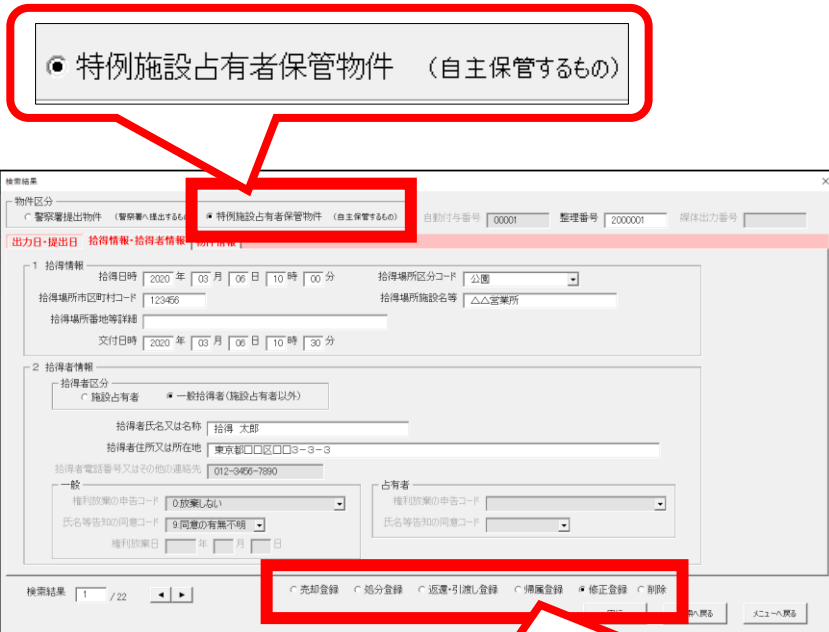 特例施設占有者保管物件 (自主保管するもの)
検索結果 ×
物件区分
警察署提出物件 (警察署へ提出するも 特例施設占有者保管物件 (自主保管するもの) 自動付与番号 00001 整理番号 2000001 媒体出力番号
出力日・提出日 拾得情報・拾得者情報 物件情報
1 拾得情報
拾得日時 2020 年 03 月 06 日 10 時 00 分 拾得場所区分コード 公園
拾得場所市区町村コード 123456 拾得場所施設名等 △△営業所
拾得場所番地等詳細
交付日時 2020 年 03 月 06 日 10 時 30 分
2 拾得者情報
拾得者区分
施設占有者 一般拾得者(施設占有者以外)
拾得者氏名又は名称 拾得 太郎
拾得者住所又は所在地 東京都□□区□□3-3-3
拾得者電話番号又はその他の連絡先 012-3456-7890
一般 占有者
権利放棄の申告コード 0:放棄しない 権利放棄の申告コード
氏名等告知の同意コード 9:同意の有無不明 氏名等告知の同意コード
権利放棄日 年 月 日
売却登録 処分登録 返還・引渡し登録 帰属登録 修正登録 削除
検索結果 1 / 22 へ戻る メニューへ戻る